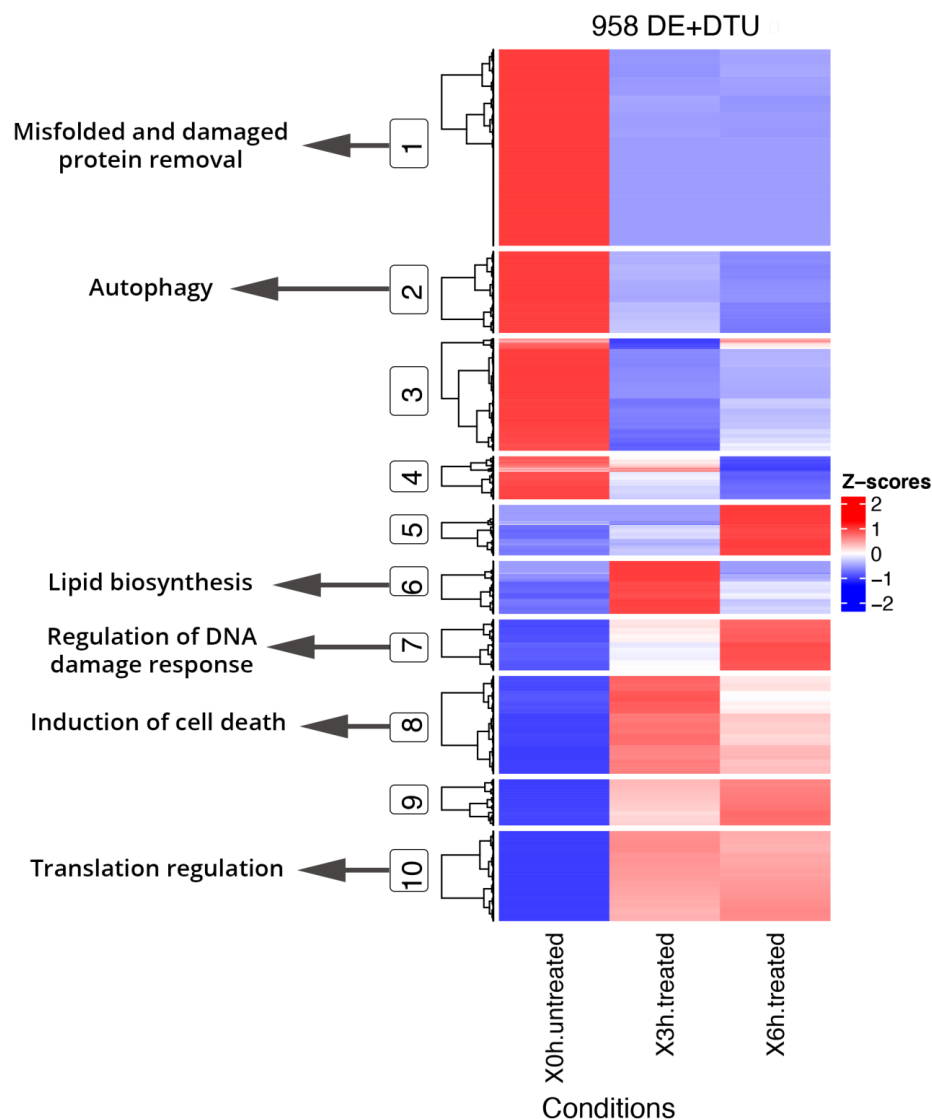 958 DE+DTU
Misfolded and damaged
protein removal
1
Autophagy
2
3
4
5
Lipid biosynthesis
6
Regulation of DNA
damage response
7
Induction of cell death
8
9
Translation regulation
10
Z-scores
2
1
0
−1
−2
X0h.untreated
X3h.treated
X6h.treated
Conditions